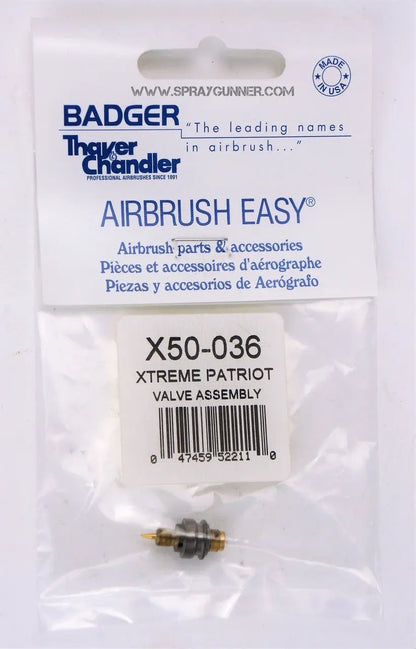 WWW.SPRAYGUNNER.COM
MADE
IN USA
BADGER
"The leading names
in airbrush..."
Thayer &
Chandler
PROFESSIONAL AIRBRUSHES SINCE 1891
AIRBRUSH EASY®
Airbrush parts & accessories
Pièces et accesoires d'aérographe
Piezas y accesorios de Aerógrafo
X50-036
XTREME PATRIOT
VALVE ASSEMBLY
0 47459 52211 0